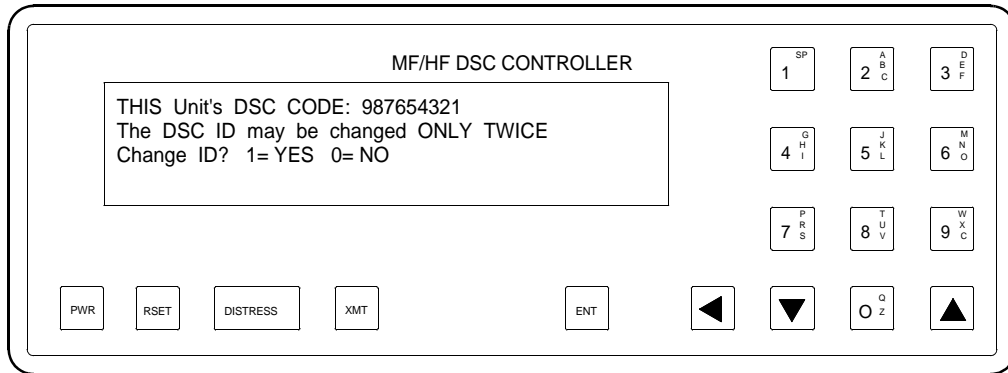 MF/HF DSC CONTROLLER
THIS Unit's DSC CODE: 987654321
The DSC ID may be changed ONLY TWICE
Change ID? 1= YES 0= NO
1 SP
2 A B C
3 D E F
4 G H I
5 J K L
6 M N O
7 P R S
8 T U V
9 W X C
PWR RSET DISTRESS XMT ENT O Q Z